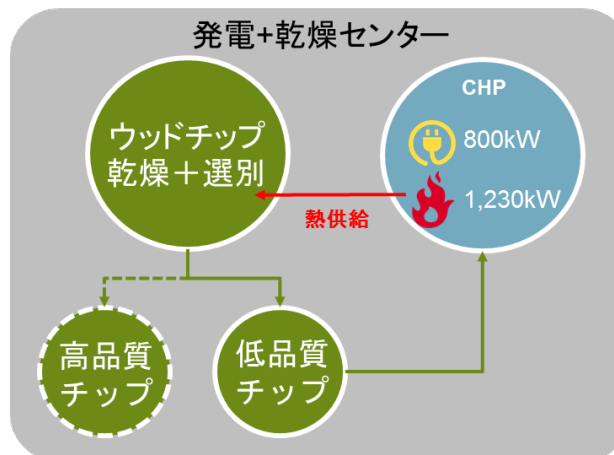 発電+乾燥センター
ウッドチップ
乾燥＋選別
CHP
800kW
1,230kW
熱供給
高品質
チップ
低品質
チップ